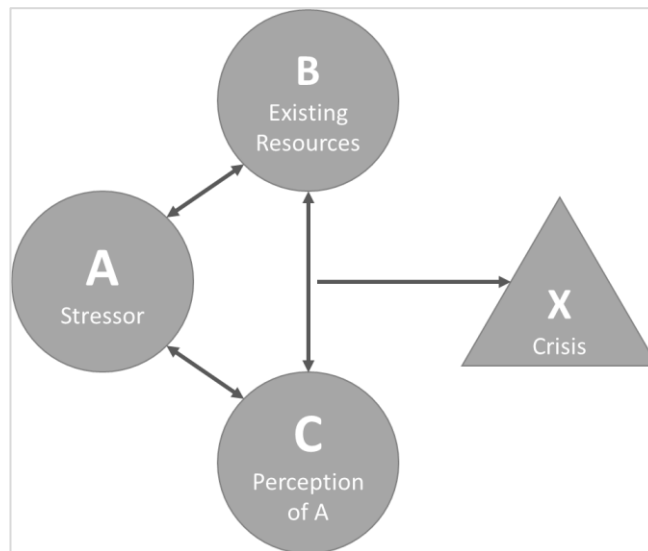 B
Existing
Resources
A
Stressor
X
Crisis
C
Perception
of A